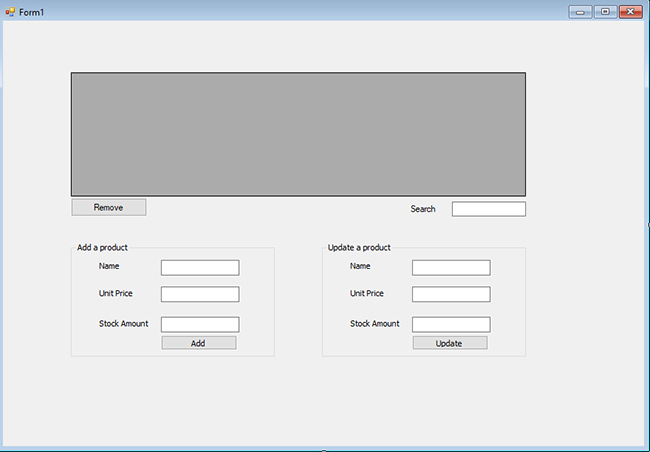 Form1
Remove
Search
Add a product
Name
Unit Price
Stock Amount
Add
Update a product
Name
Unit Price
Stock Amount
Update